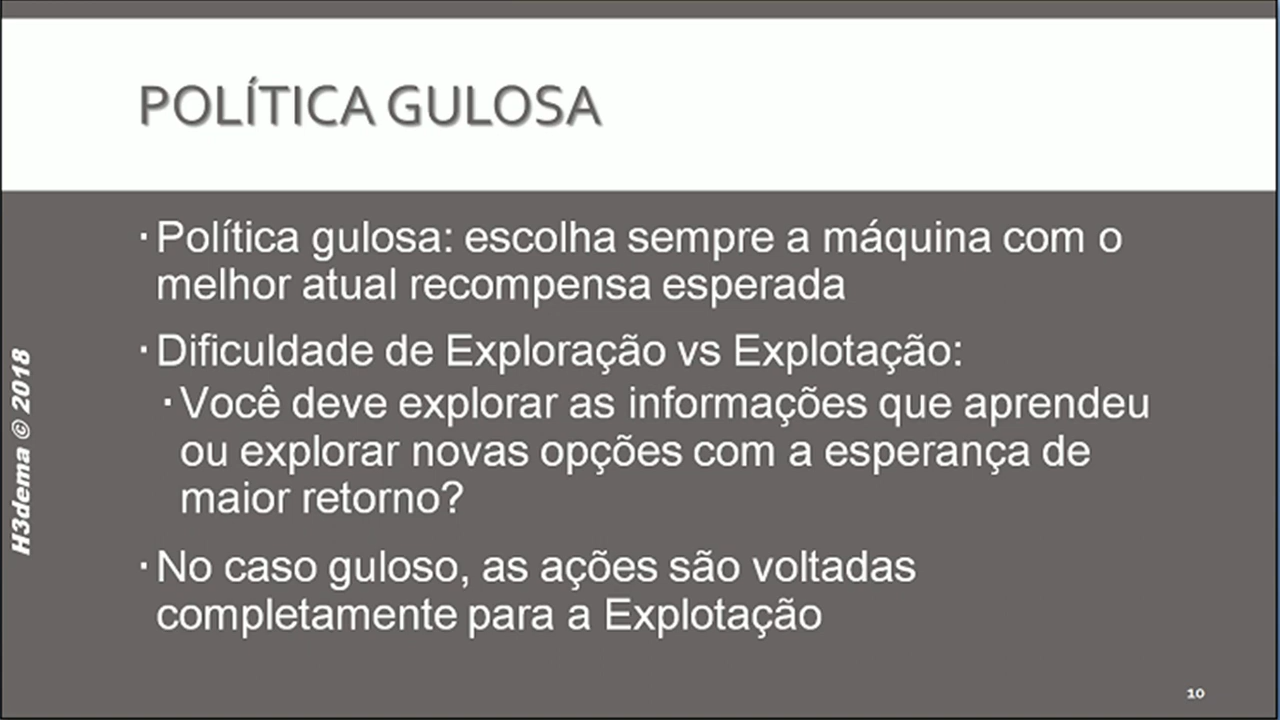 POLÍTICA GULOSA
· Política gulosa: escolha sempre a máquina com o
melhor atual recompensa esperada
· Dificuldade de Exploração vs Explotação:
· Você deve explorar as informações que aprendeu
ou explorar novas opções com a esperança de
maior retorno?
· No caso guloso, as ações são voltadas
completamente para a Explotação
H3dema © 2018
10